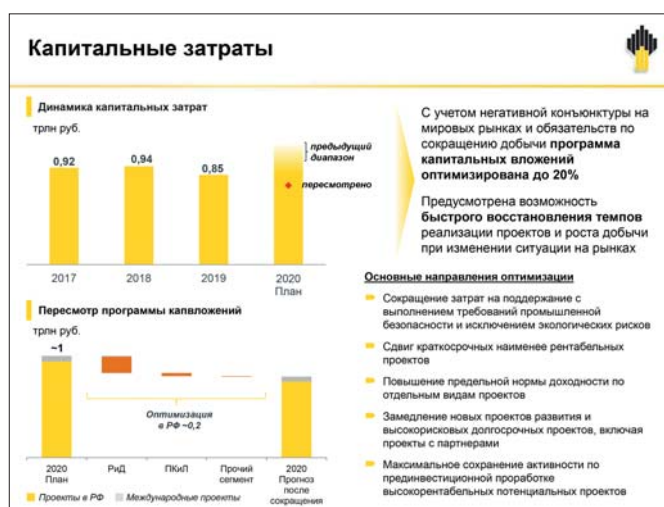 Капитальные затраты
Динамика капитальных затрат
трлн руб.
0,92
0,94
0,85
предыдущий
диапазон
пересмотрено
2017
2018
2019
2020
План
Пересмотр программы капвложений
трлн руб.
~1
Оптимизация
в РФ ~0,2
2020
План
РиД
ПКиЛ
Прочий
сегмент
2020
Прогноз
после
сокращения
Проекты в РФ
Международные проекты
С учетом негативной конъюнктуры на
мировых рынках и обязательств по
сокращению добычи программа
капитальных вложений
оптимизирована до 20%
Предусмотрена возможность
быстрого восстановления темпов
реализации проектов и роста добычи
при изменении ситуации на рынках
Основные направления оптимизации
Сокращение затрат на поддержание с
выполнением требований промышленной
безопасности и исключением экологических рисков
Сдвиг краткосрочных наименее рентабельных
проектов
Повышение предельной нормы доходности по
отдельным видам проектов
Замедление новых проектов развития и
высокорисковых долгосрочных проектов, включая
проекты с партнерами
Максимальное сохранение активности по
прединвестиционной проработке
высокорентабельных потенциальных проектов